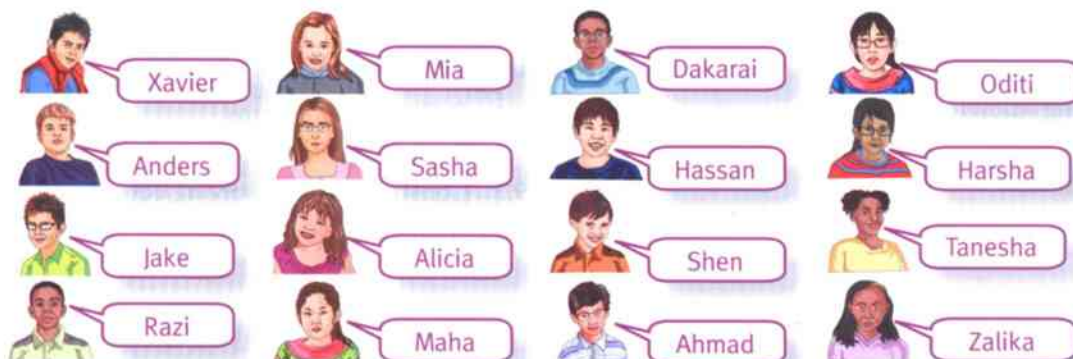 Xavier Mia Dakarai Oditi
Anders Sasha Hassan Harsha
Jake Alicia Shen Tanesha
Razi Maha Ahmad Zalika